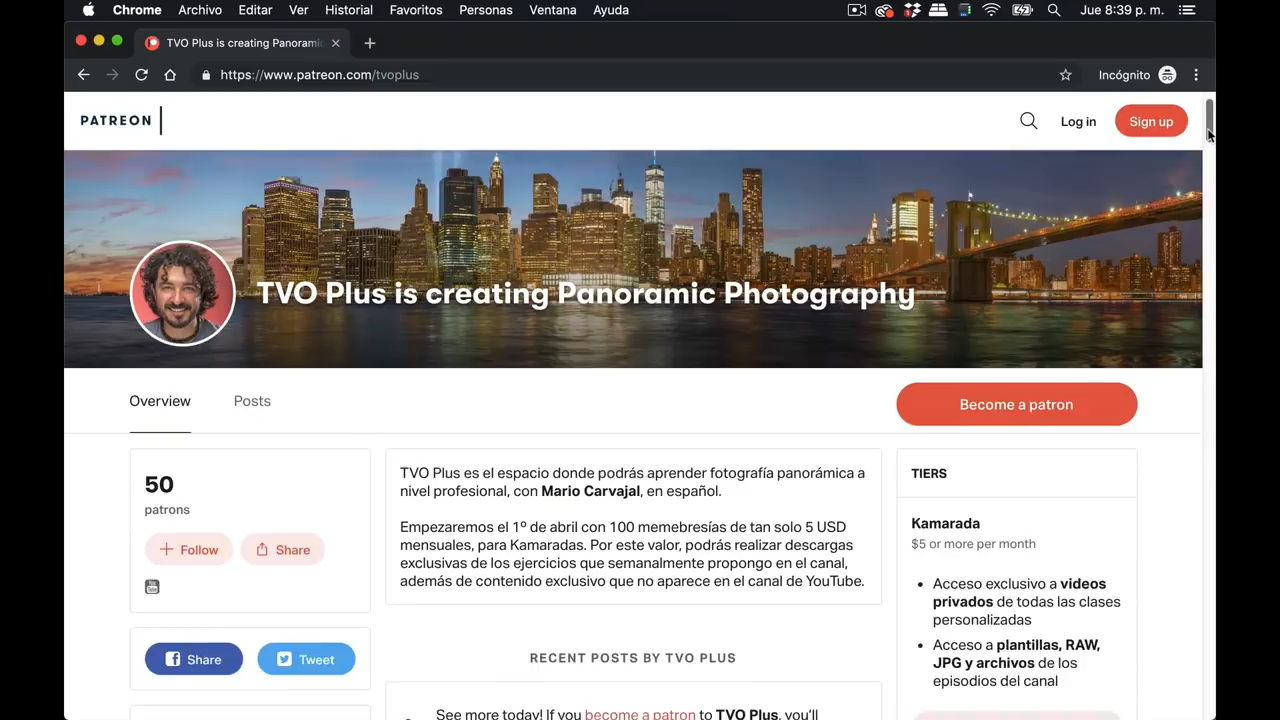 Chrome Archivo Editar Ver Historial Favoritos Personas Ventana Ayuda Jue 8:39 p. m.
TVO Plus is creating Panorami
https://www.patreon.com/tvoplus Incógnito
PATREON Log in Sign up
TVO Plus is creating Panoramic Photography
Overview Posts Become a patron
50
patrons
Follow Share
Share Tweet
TVO Plus es el espacio donde podrás aprender fotografía panorámica a
nivel profesional, con Mario Carvajal, en español.
Empezaremos el 1º de abril con 100 memebresías de tan solo 5 USD
mensuales, para Kamaradas. Por este valor, podrás realizar descargas
exclusivas de los ejercicios que semanalmente propongo en el canal,
además de contenido exclusivo que no aparece en el canal de YouTube.
RECENT POSTS BY TVO PLUS
See more today! If you become a patron to TVO Plus, you'll
TIERS
Kamarada
$5 or more per month
• Acceso exclusivo a videos
privados de todas las clases
personalizadas
• Acceso a plantillas, RAW,
JPG y archivos de los
episodios del canal